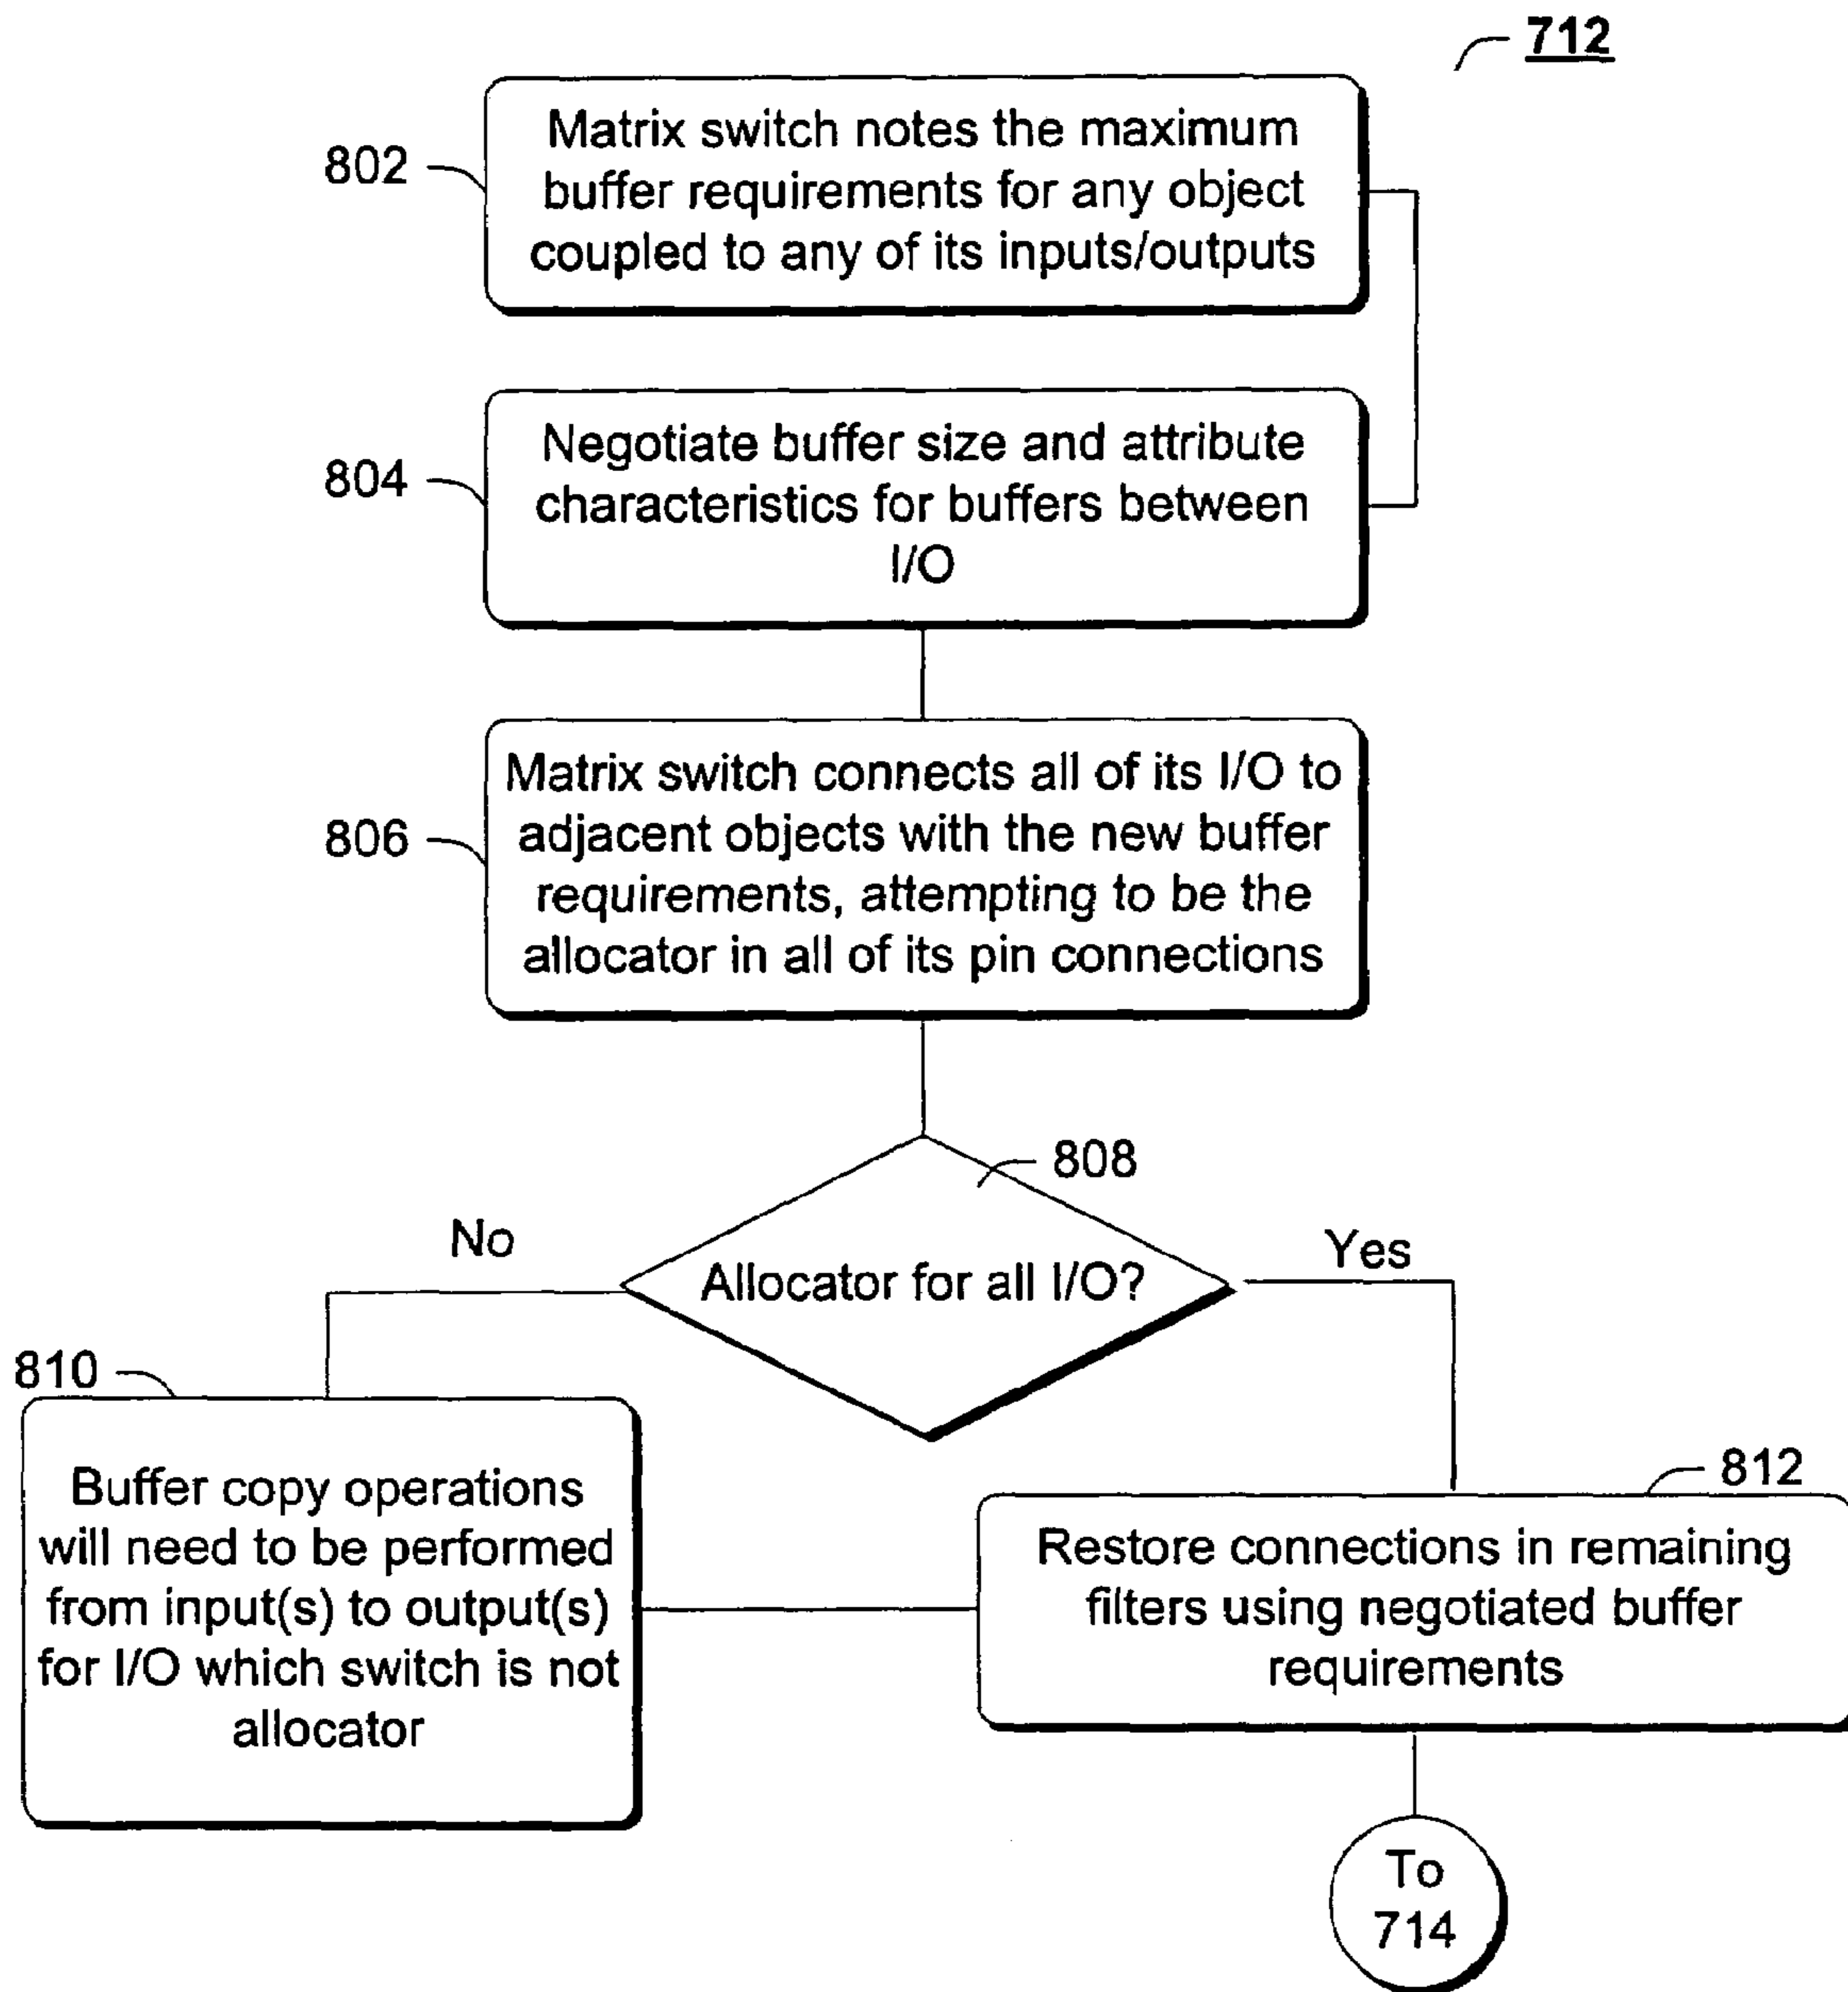 712
802
Matrix switch notes the maximum
buffer requirements for any object
coupled to any of its inputs/outputs
804
Negotiate buffer size and attribute
characteristics for buffers between
I/O
806
Matrix switch connects all of its I/O to
adjacent objects with the new buffer
requirements, attempting to be the
allocator in all of its pin connections
808
Allocator for all I/O?
No
Yes
810
Buffer copy operations
will need to be performed
from input(s) to output(s)
for I/O which switch is not
allocator
812
Restore connections in remaining
filters using negotiated buffer
requirements
To
714